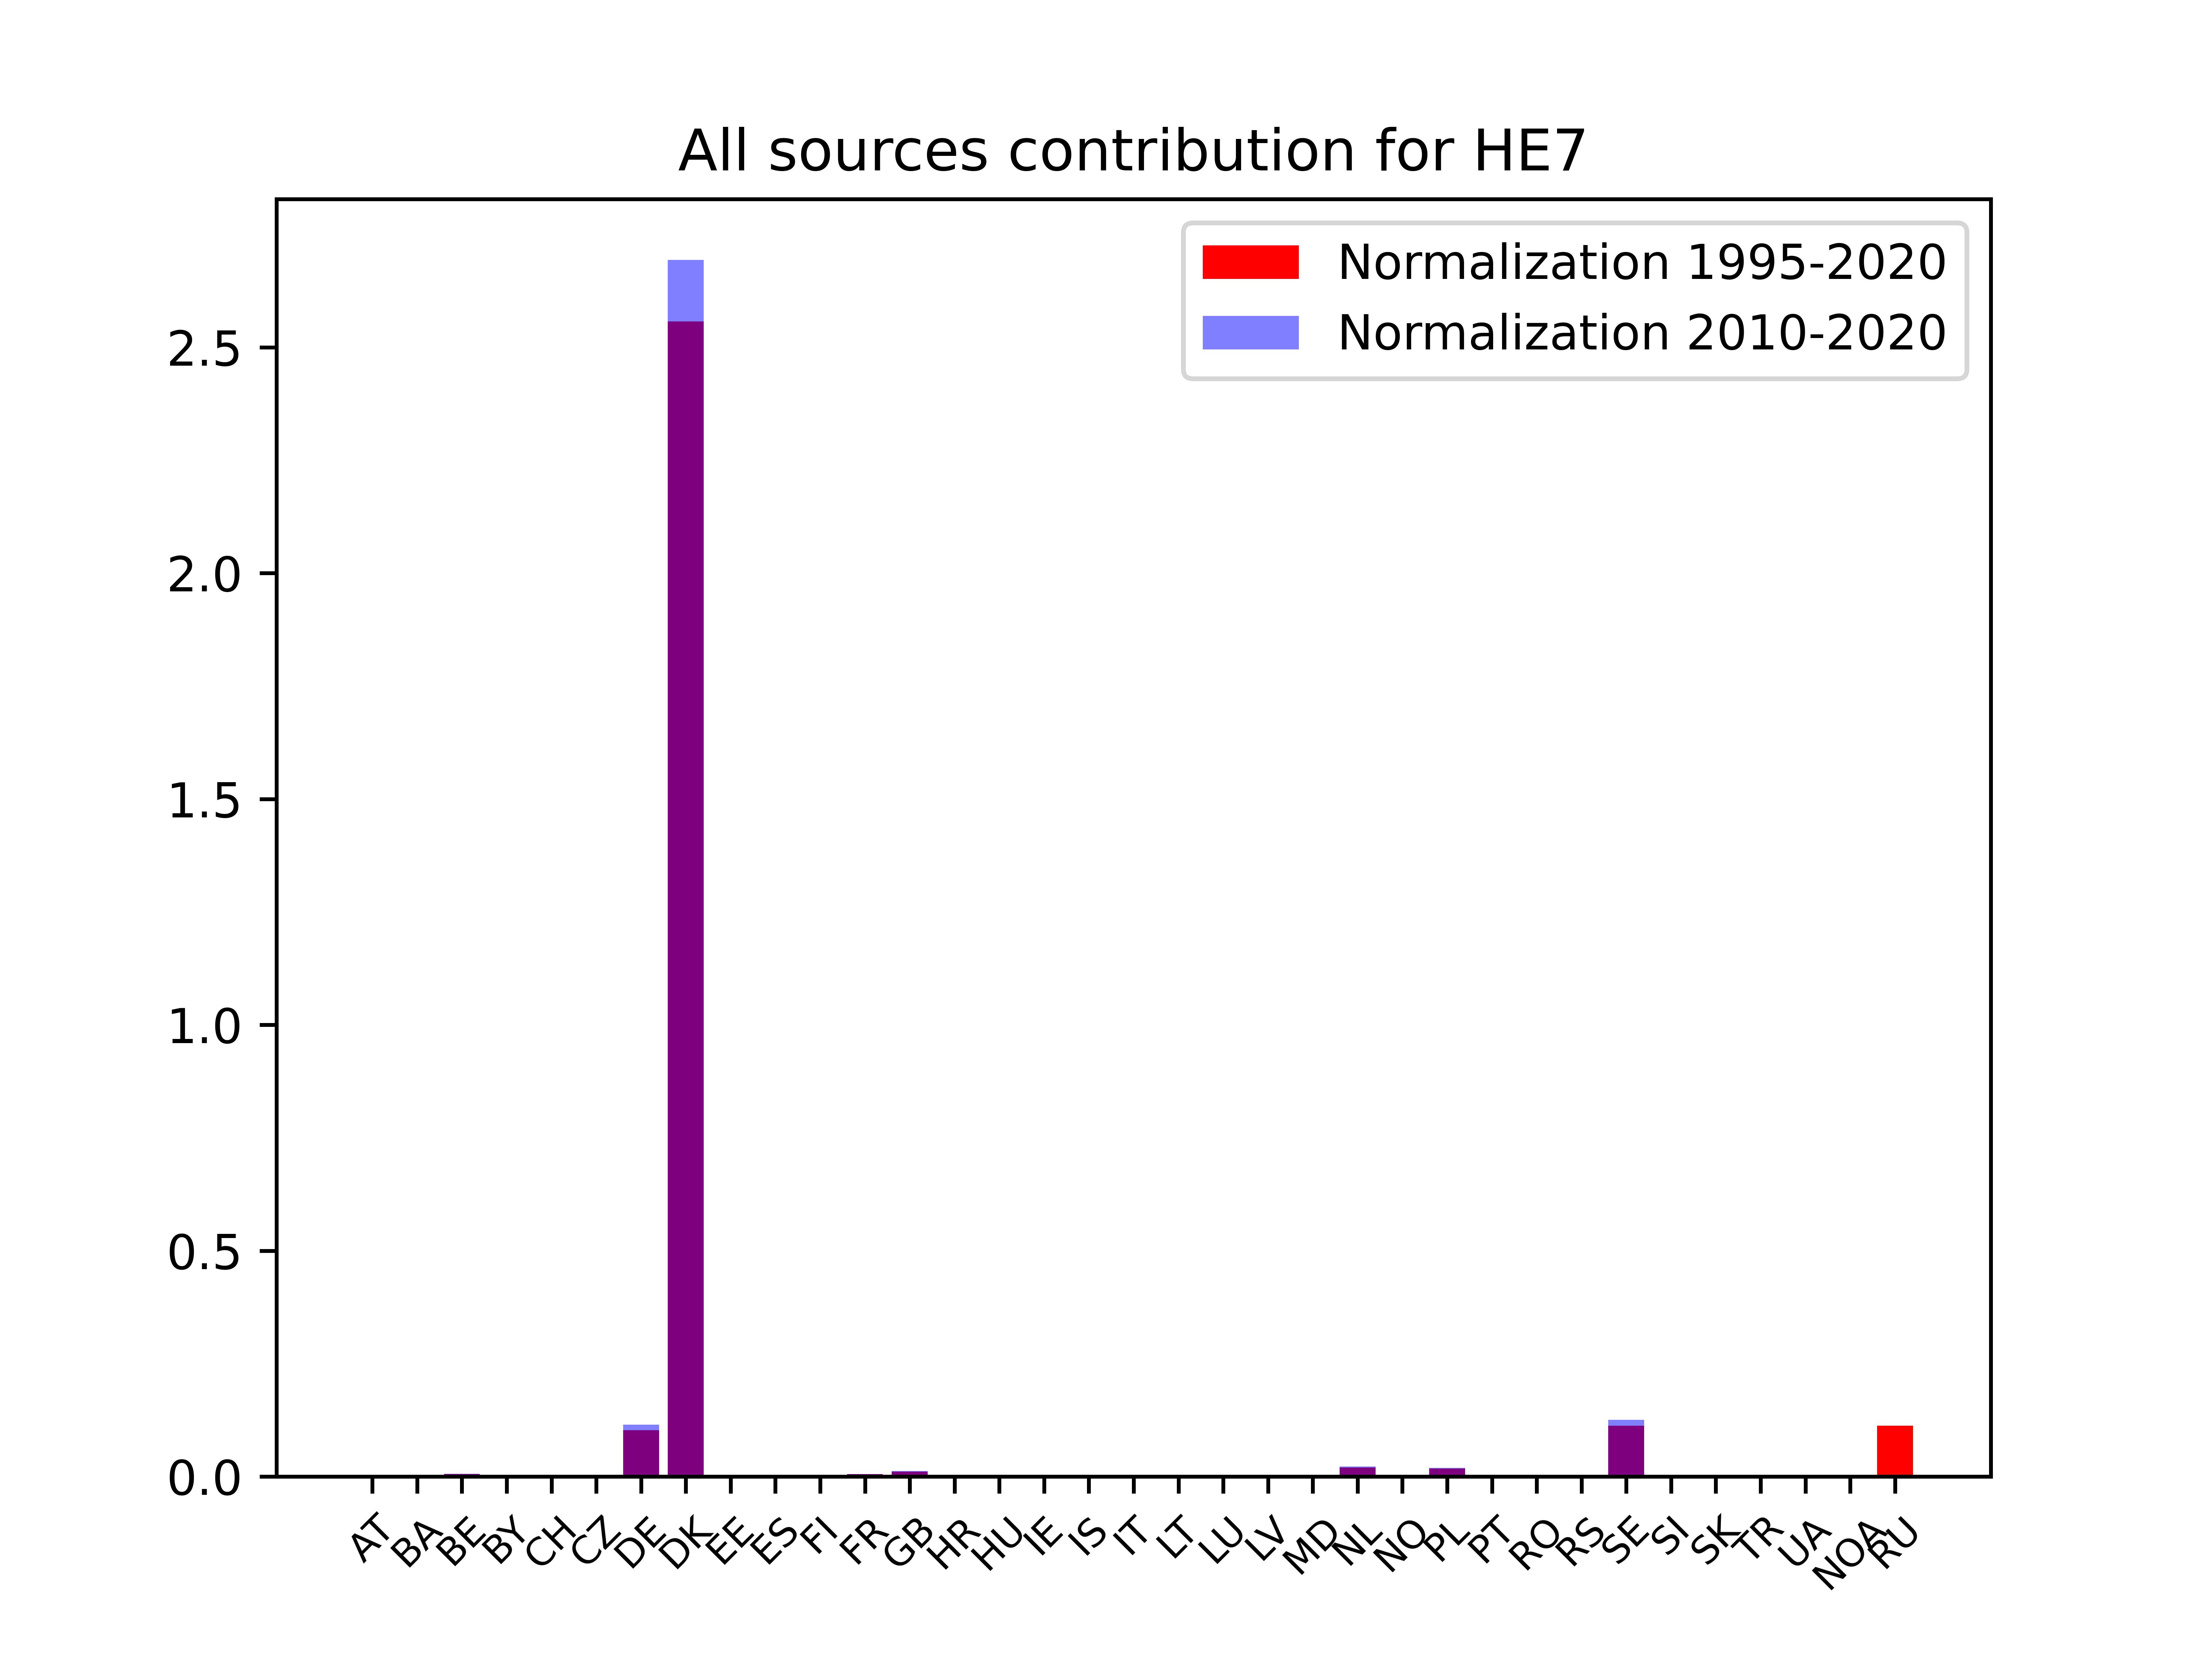 All sources contribution for HE7
Normalization 1995-2020
Normalization 2010-2020
2.5
2.0
1.5
1.0
0.5
0.0
AT BA BE BY CH CZ DE DK EE ES FI FR GB HR HU IE IS IT LT LU LV MD NL NO PL PT RO RS SE SI SK TR UA NOA RU